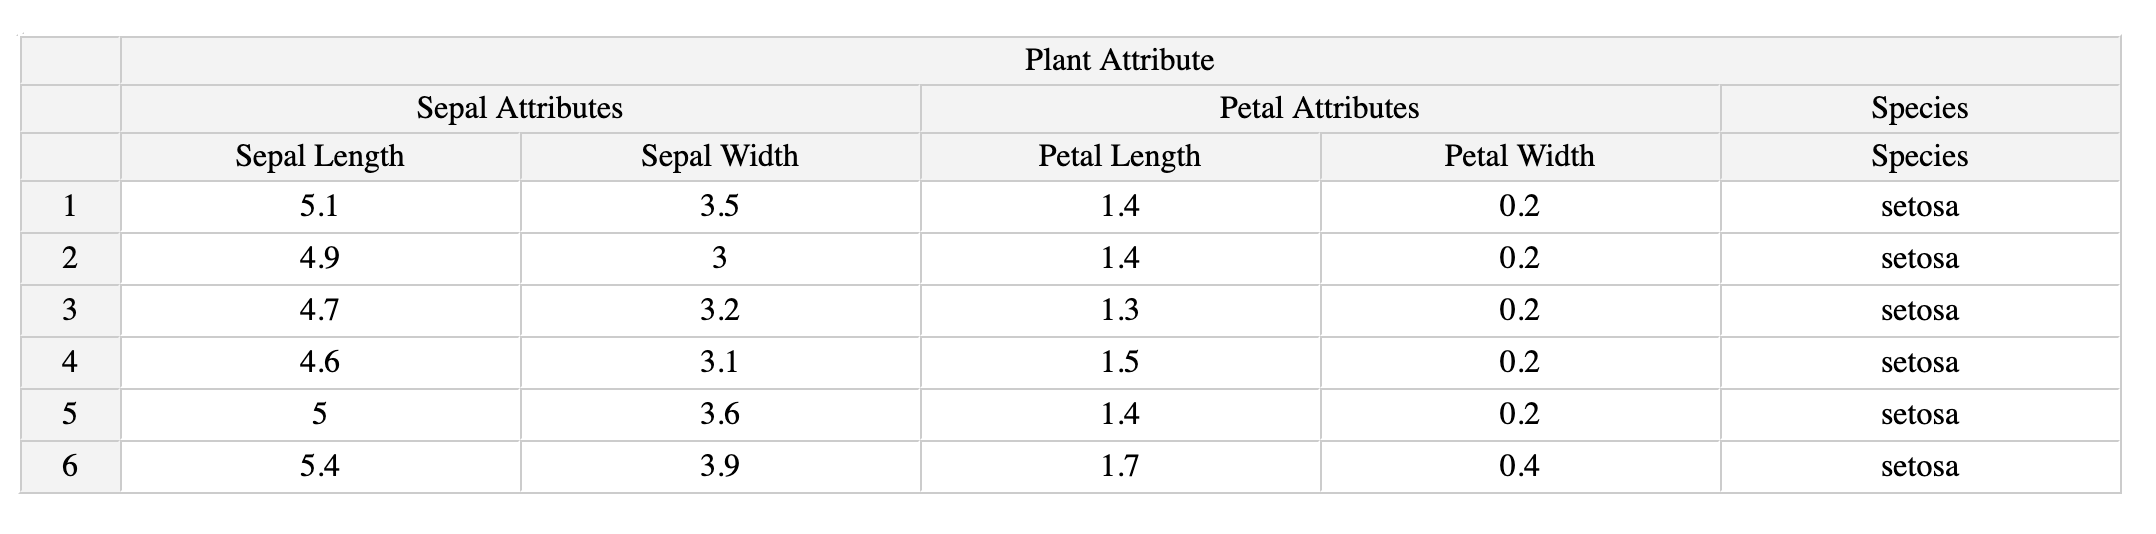 Plant Attribute
Sepal Attributes Petal Attributes Species
Sepal Length Sepal Width Petal Length Petal Width Species
1 5.1 3.5 1.4 0.2 setosa
2 4.9 3 1.4 0.2 setosa
3 4.7 3.2 1.3 0.2 setosa
4 4.6 3.1 1.5 0.2 setosa
5 5 3.6 1.4 0.2 setosa
6 5.4 3.9 1.7 0.4 setosa